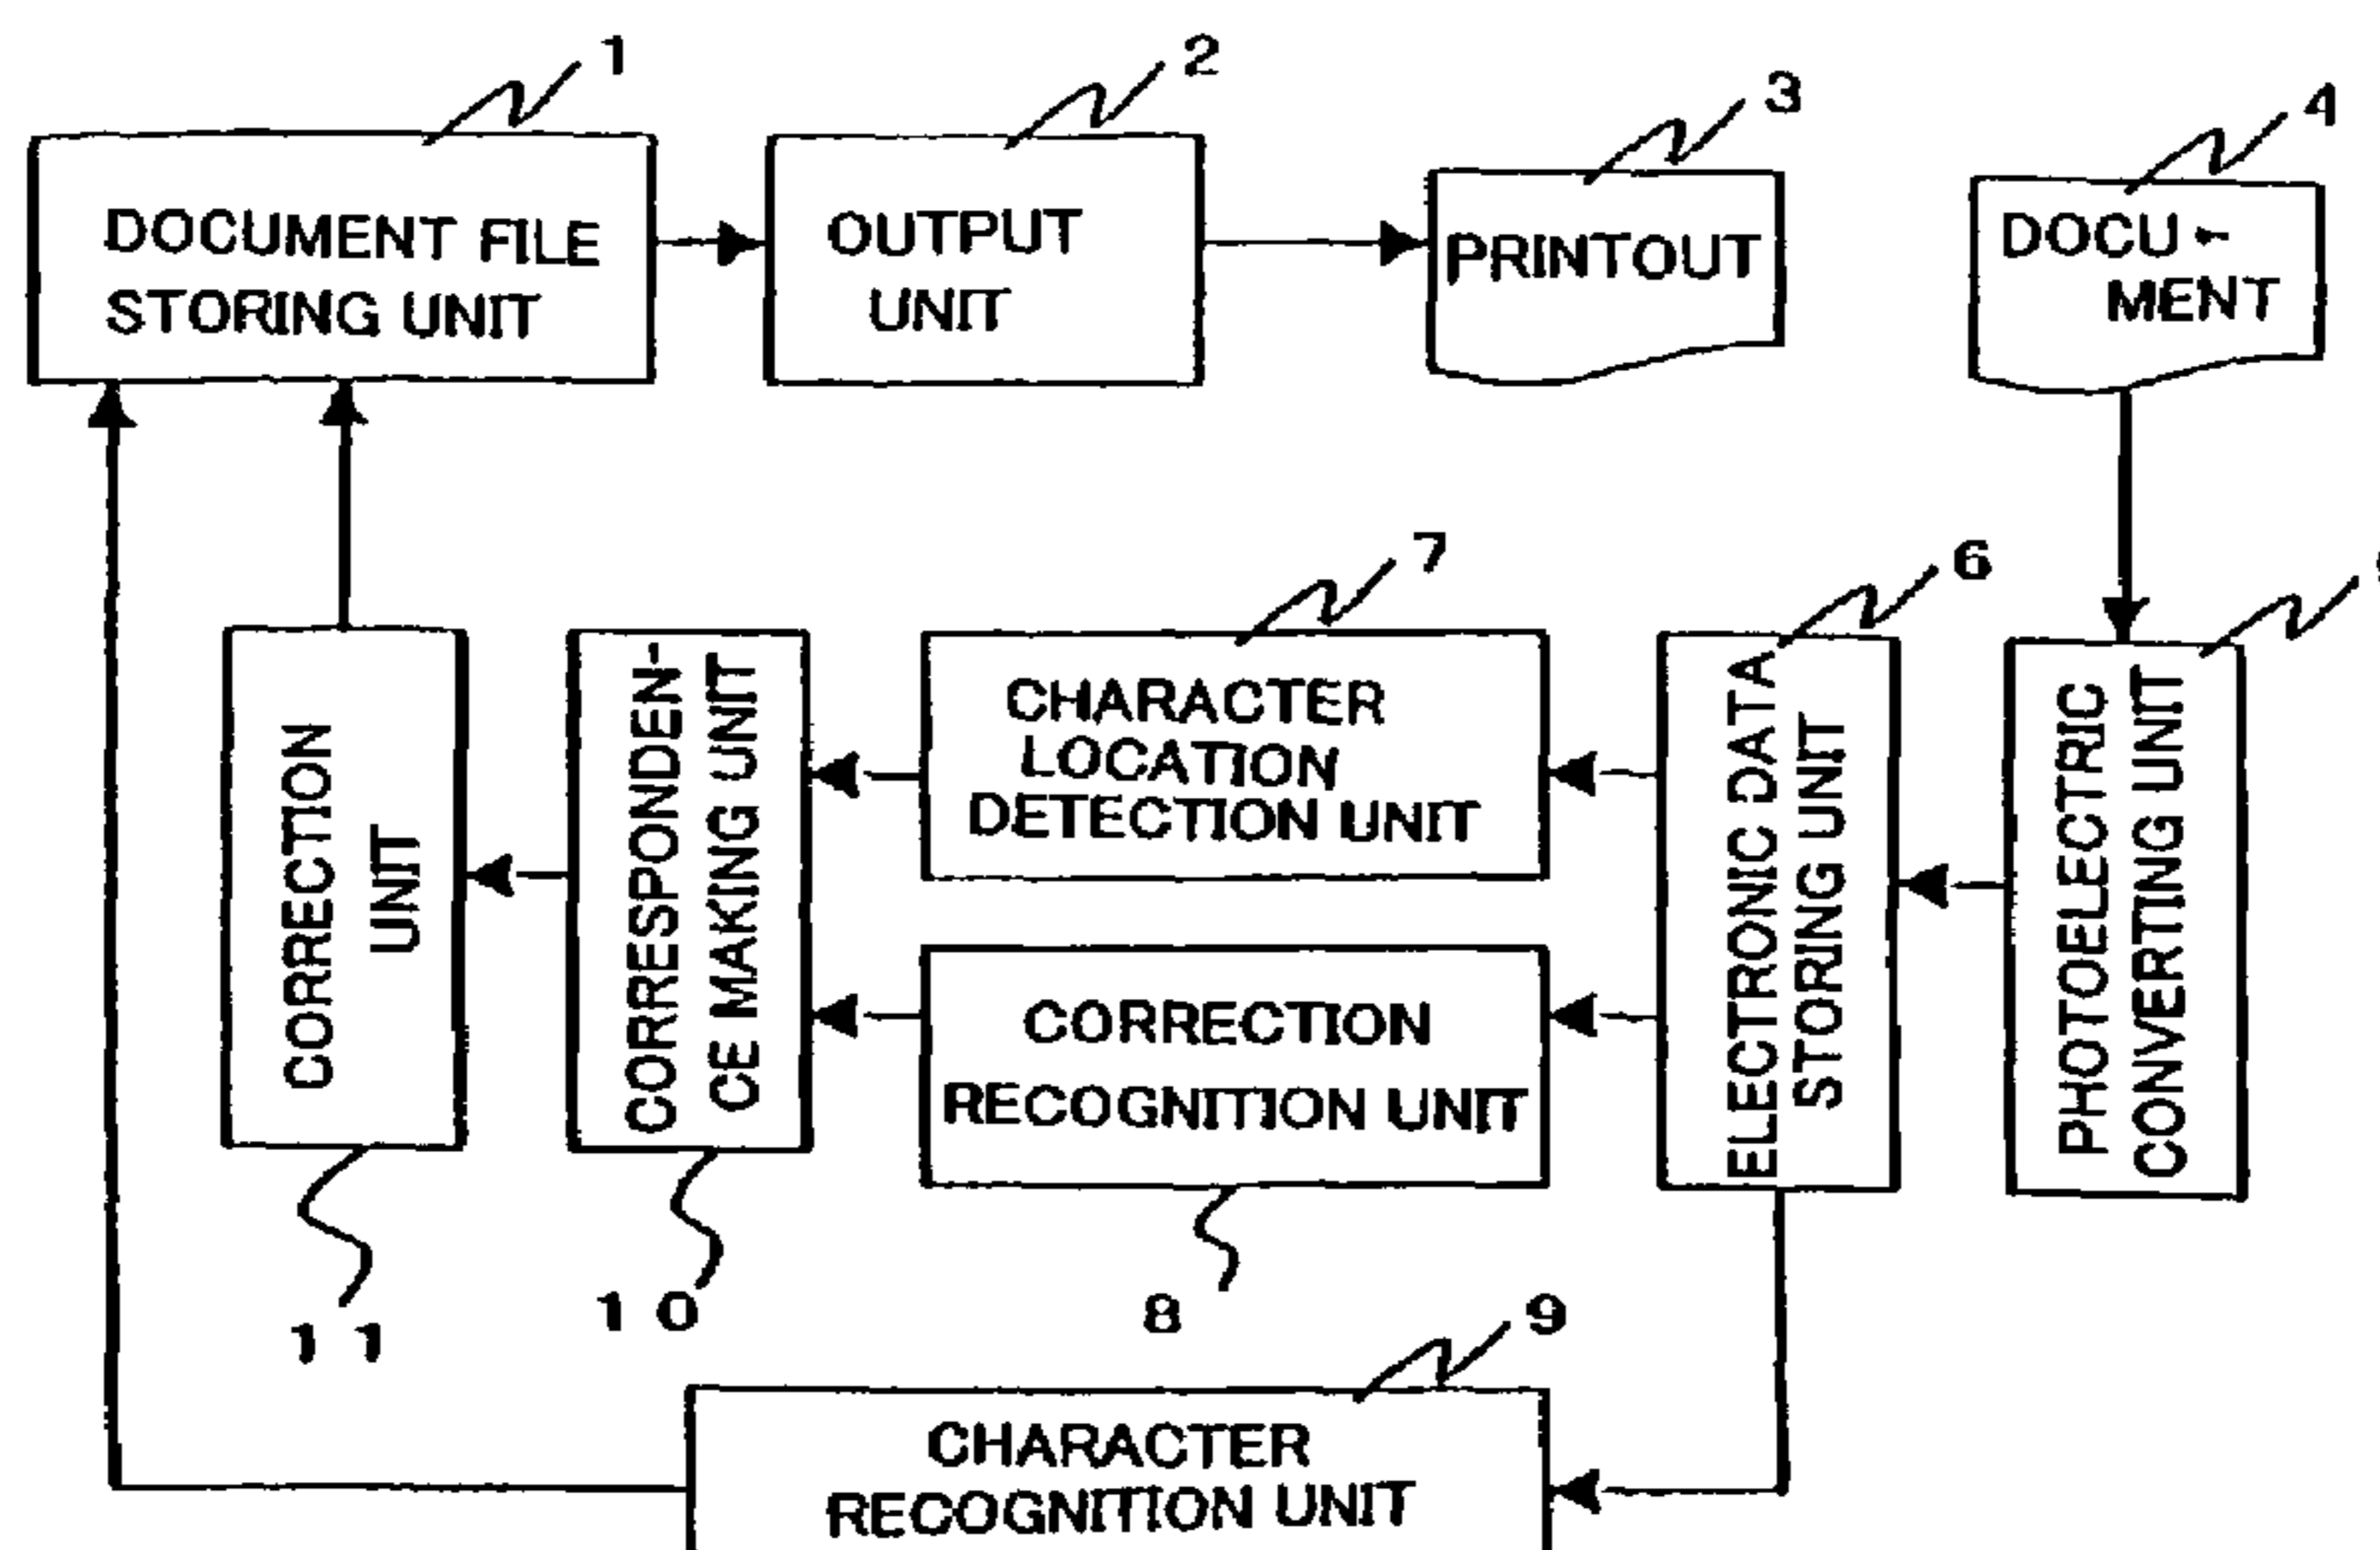 1
2
3
4
DOCUMENT FILE
STORING UNIT
OUTPUT
UNIT
PRINTOUT
DOCU-
MENT
7
6
CORRECTION
UNIT
CORRESPONDEN-
CE MAKING UNIT
CHARACTER
LOCATION
DETECTION UNIT
CORRECTION
RECOGNITION UNIT
ELECTRONIC DATA
STORING UNIT
PHOTOELECTRIC
CONVERTING UNIT
11
10
8
9
CHARACTER
RECOGNITION UNIT